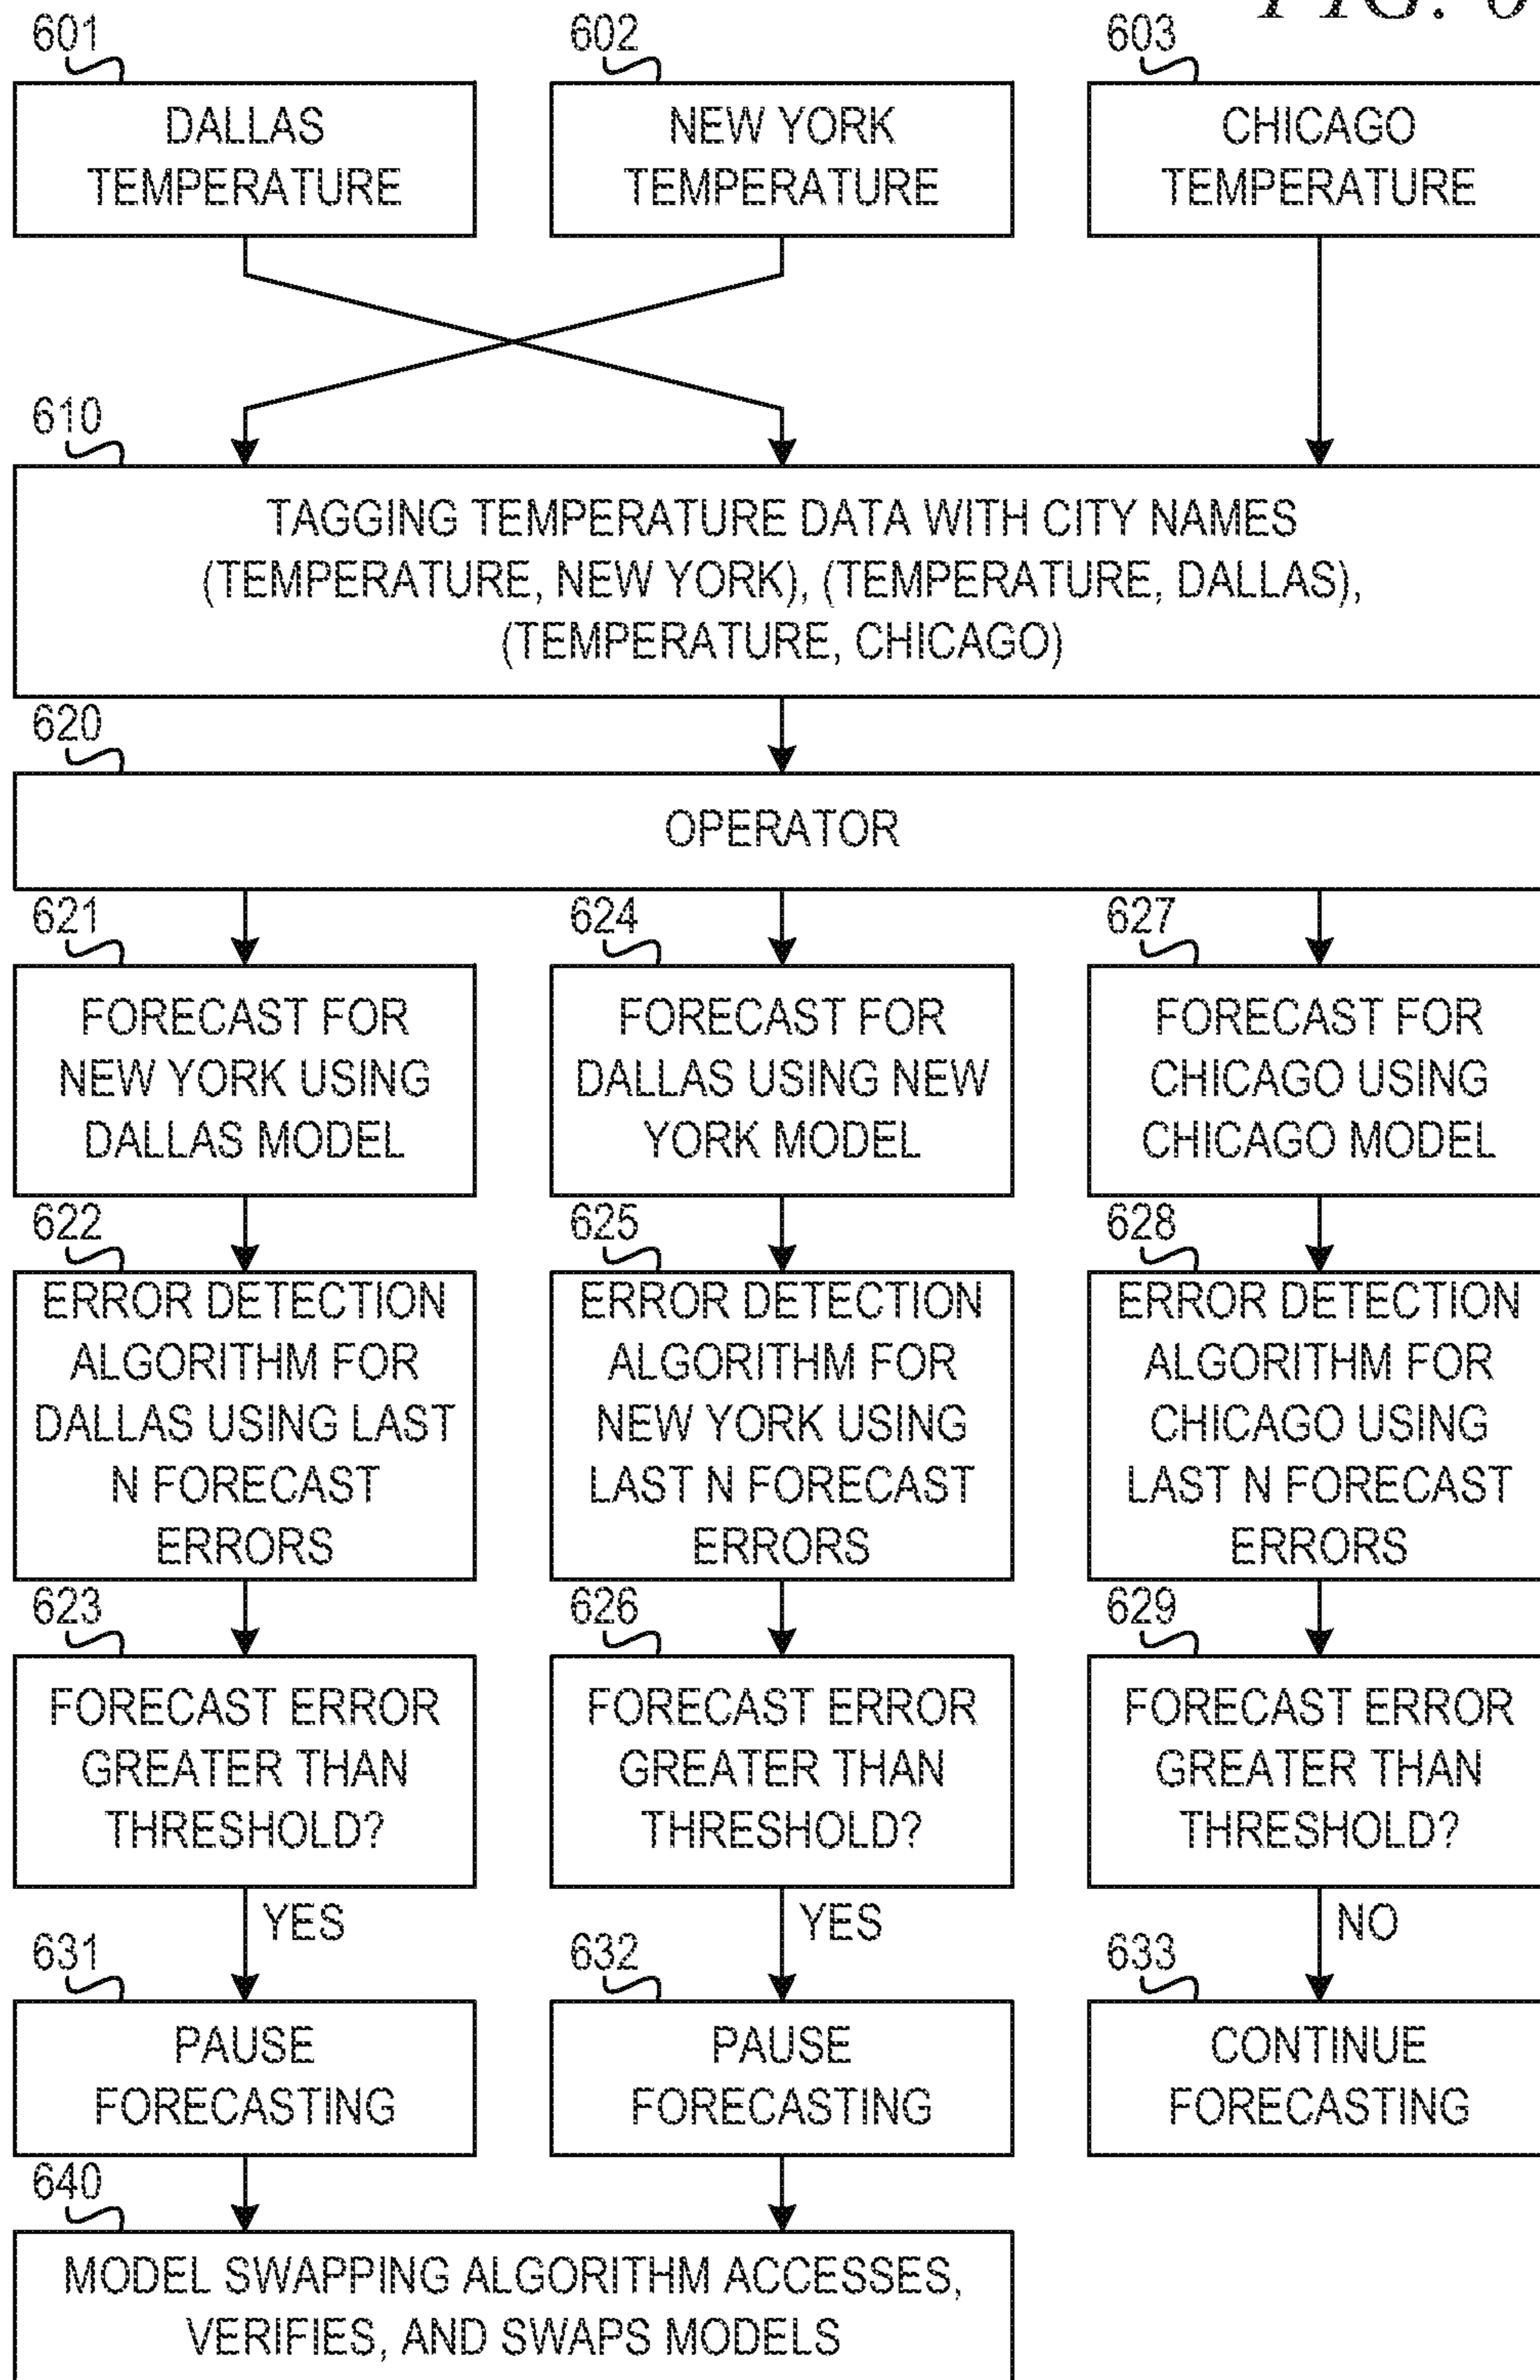 FIG. 6
601
602
603
DALLAS
TEMPERATURE
NEW YORK
TEMPERATURE
CHICAGO
TEMPERATURE
610
TAGGING TEMPERATURE DATA WITH CITY NAMES
(TEMPERATURE, NEW YORK), (TEMPERATURE, DALLAS),
(TEMPERATURE, CHICAGO)
620
OPERATOR
621
624
627
FORECAST FOR
NEW YORK USING
DALLAS MODEL
FORECAST FOR
DALLAS USING NEW
YORK MODEL
FORECAST FOR
CHICAGO USING
CHICAGO MODEL
622
625
628
ERROR DETECTION
ALGORITHM FOR
DALLAS USING LAST
N FORECAST
ERRORS
ERROR DETECTION
ALGORITHM FOR
NEW YORK USING
LAST N FORECAST
ERRORS
ERROR DETECTION
ALGORITHM FOR
CHICAGO USING
LAST N FORECAST
ERRORS
623
626
629
FORECAST ERROR
GREATER THAN
THRESHOLD?
FORECAST ERROR
GREATER THAN
THRESHOLD?
FORECAST ERROR
GREATER THAN
THRESHOLD?
YES
YES
NO
631
632
633
PAUSE
FORECASTING
PAUSE
FORECASTING
CONTINUE
FORECASTING
640
MODEL SWAPPING ALGORITHM ACCESSES,
VERIFIES, AND SWAPS MODELS